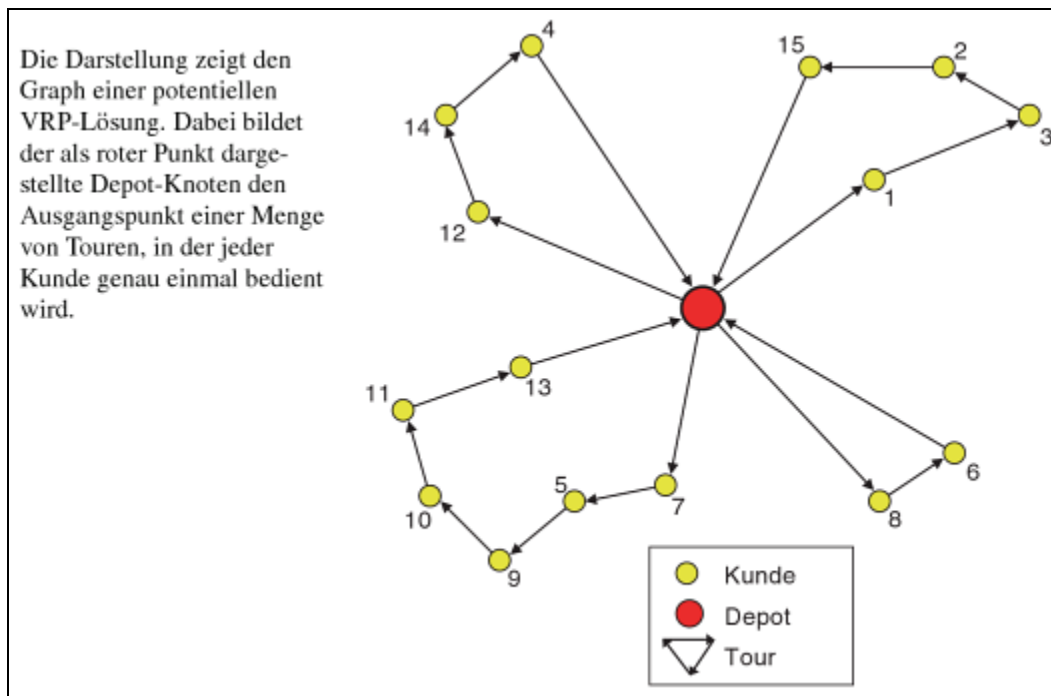 Die Darstellung zeigt den
Graph einer potentiellen
VRP-Lösung. Dabei bildet
der als roter Punkt darge-
stellte Depot-Knoten den
Ausgangspunkt einer Menge
von Touren, in der jeder
Kunde genau einmal bedient
wird.
4
15
2
14
3
1
12
13
11
6
5
7
10
8
9
Kunde
Depot
Tour